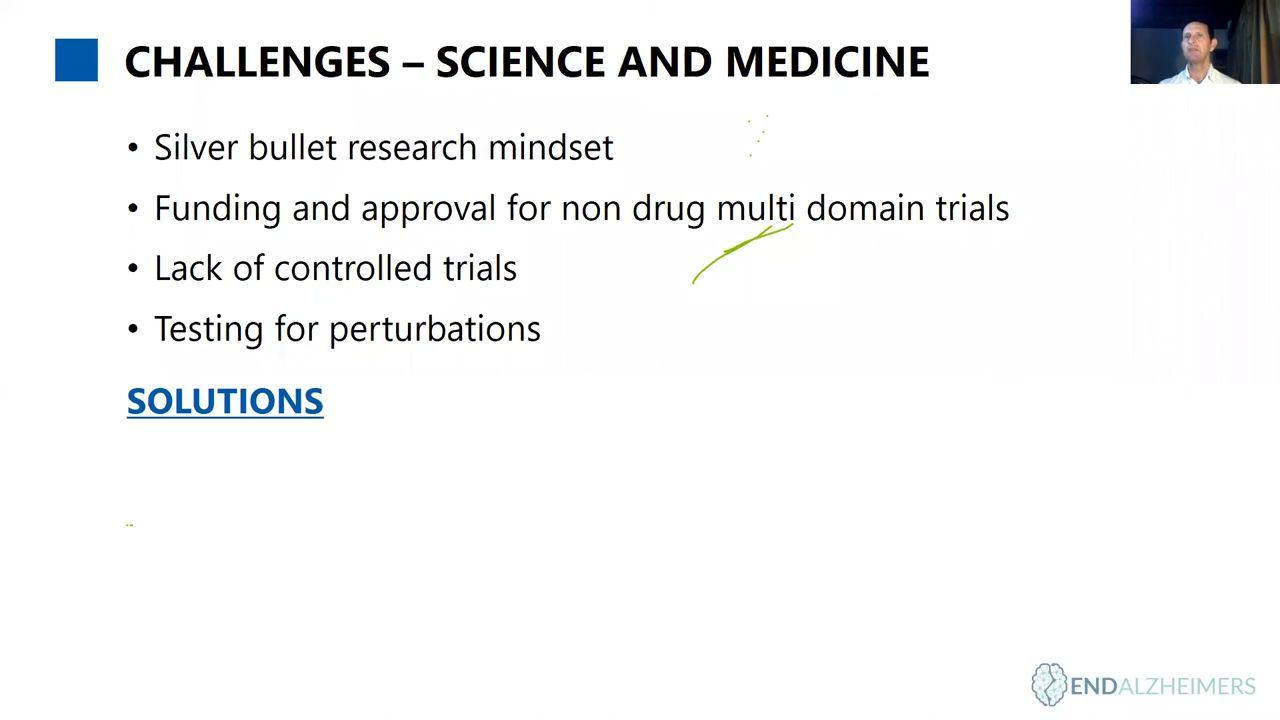 CHALLENGES – SCIENCE AND MEDICINE
• Silver bullet research mindset
• Funding and approval for non drug multi domain trials
• Lack of controlled trials
• Testing for perturbations
SOLUTIONS
ENDALZHEIMERS